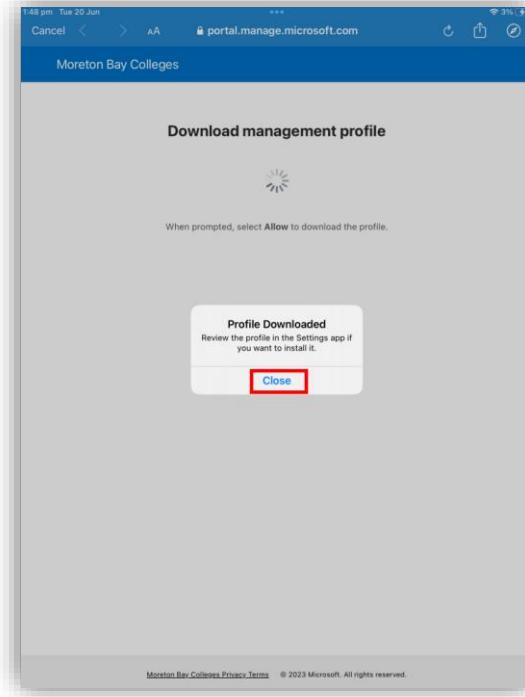 1:48 pm Tue 20 Jun
3%
Cancel
AA
portal.manage.microsoft.com
Moreton Bay Colleges
Download management profile
When prompted, select Allow to download the profile.
Profile Downloaded
Review the profile in the Settings app if
you want to install it.
Close
Moreton Bay Colleges Privacy Terms © 2023 Microsoft. All rights reserved.